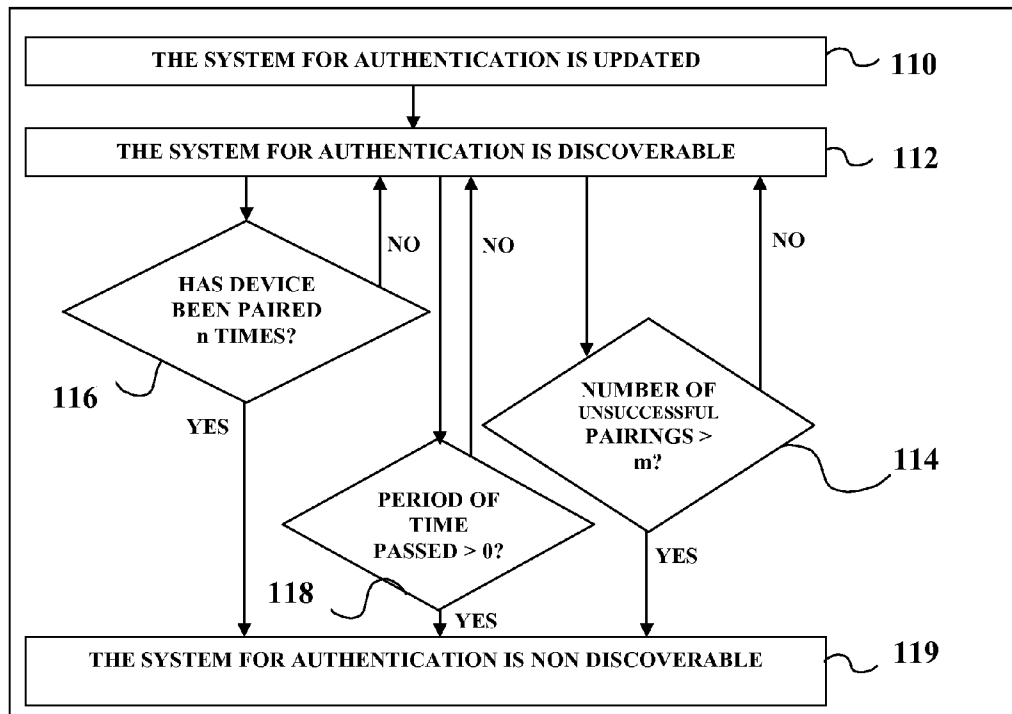 THE SYSTEM FOR AUTHENTICATION IS UPDATED
110
THE SYSTEM FOR AUTHENTICATION IS DISCOVERABLE
112
NO
NO
NO
HAS DEVICE
BEEN PAIRED
n TIMES?
116
YES
NUMBER OF
UNSUCCESSFUL
PAIRINGS >
m?
114
YES
PERIOD OF
TIME
PASSED > 0?
118
YES
THE SYSTEM FOR AUTHENTICATION IS NON DISCOVERABLE
119